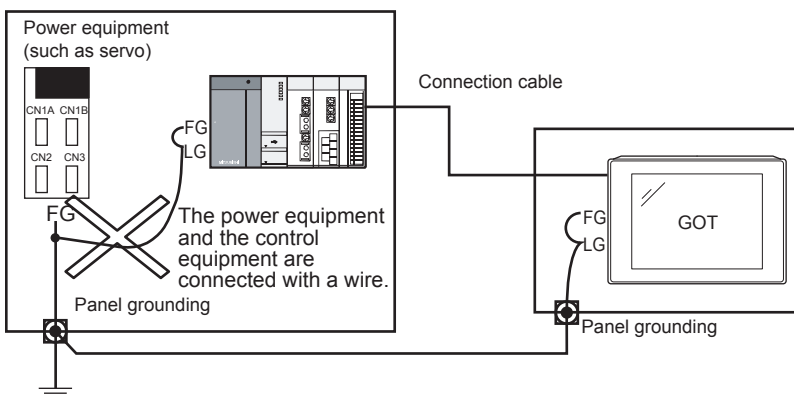 Power equipment
(such as servo)
CN1A CN1B
CN2 CN3
FG
FG
LG
The power equipment
and the control
equipment are
connected with a wire.
Panel grounding
Connection cable
FG
LG
GOT
Panel grounding